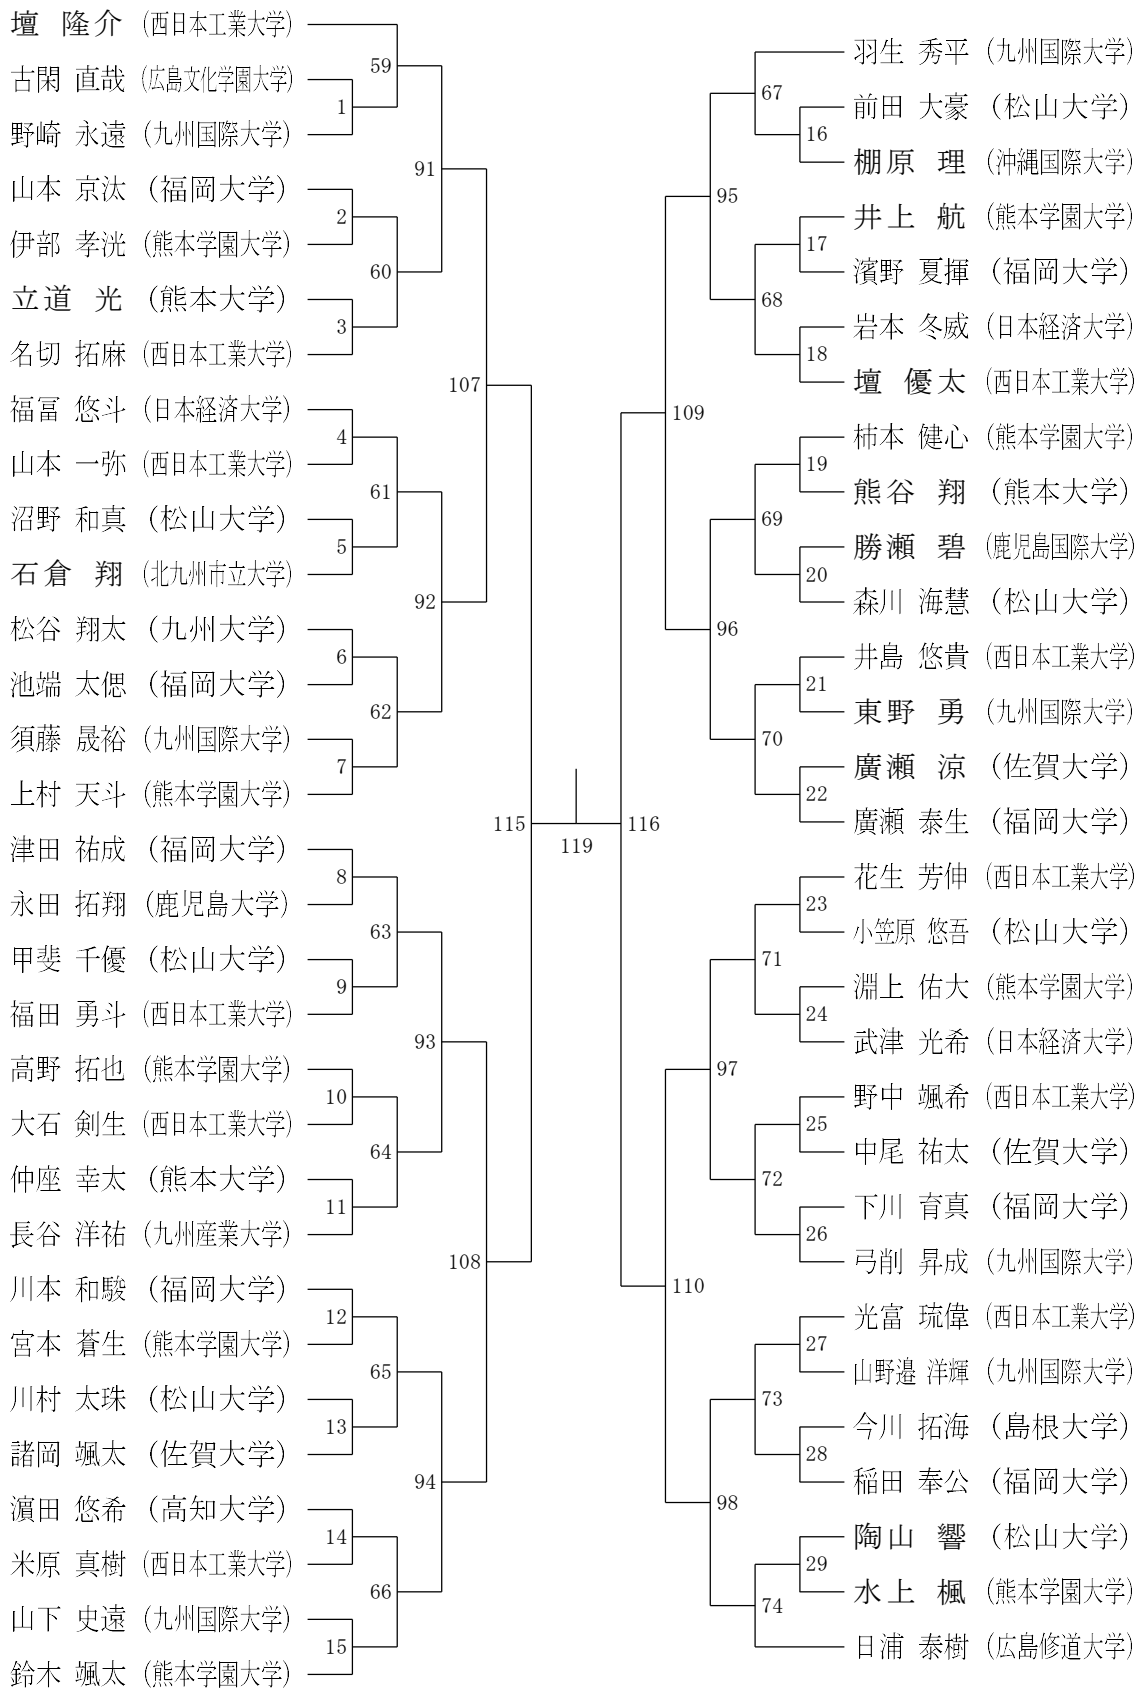 壇 隆介 (西日本工業大学)
古閑 直哉 (広島文化学園大学)
野崎 永遠 (九州国際大学)
山本 京汰 (福岡大学)
伊部 孝洸 (熊本学園大学)
立道 光 (熊本大学)
名切 拓麻 (西日本工業大学)
福冨 悠斗 (日本経済大学)
山本 一弥 (西日本工業大学)
沼野 和真 (松山大学)
石倉 翔 (北九州市立大学)
松谷 翔太 (九州大学)
池端 太偲 (福岡大学)
須藤 晟裕 (九州国際大学)
上村 天斗 (熊本学園大学)
津田 祐成 (福岡大学)
永田 拓翔 (鹿児島大学)
甲斐 千優 (松山大学)
福田 勇斗 (西日本工業大学)
高野 拓也 (熊本学園大学)
大石 剣生 (西日本工業大学)
仲座 幸太 (熊本大学)
長谷 洋祐 (九州産業大学)
川本 和駿 (福岡大学)
宮本 蒼生 (熊本学園大学)
川村 太珠 (松山大学)
諸岡 颯太 (佐賀大学)
濵田 悠希 (高知大学)
米原 真樹 (西日本工業大学)
山下 史遠 (九州国際大学)
鈴木 颯太 (熊本学園大学)
1
2
3
4
5
6
7
8
9
10
11
12
13
14
15
59
60
61
62
63
64
65
66
91
92
93
94
107
108
115
119
116
109
110
95
96
97
98
67
68
69
70
71
72
73
74
16
17
18
19
20
21
22
23
24
25
26
27
28
29
羽生 秀平 (九州国際大学)
前田 大豪 (松山大学)
棚原 理 (沖縄国際大学)
井上 航 (熊本学園大学)
濱野 夏揮 (福岡大学)
岩本 冬威 (日本経済大学)
壇 優太 (西日本工業大学)
柿本 健心 (熊本学園大学)
熊谷 翔 (熊本大学)
勝瀬 碧 (鹿児島国際大学)
森川 海慧 (松山大学)
井島 悠貴 (西日本工業大学)
東野 勇 (九州国際大学)
廣瀬 涼 (佐賀大学)
廣瀬 泰生 (福岡大学)
花生 芳伸 (西日本工業大学)
小笠原 悠吾 (松山大学)
淵上 佑大 (熊本学園大学)
武津 光希 (日本経済大学)
野中 颯希 (西日本工業大学)
中尾 祐太 (佐賀大学)
下川 育真 (福岡大学)
弓削 昇成 (九州国際大学)
光富 琉偉 (西日本工業大学)
山野邉 洋輝 (九州国際大学)
今川 拓海 (島根大学)
稲田 奉公 (福岡大学)
陶山 響 (松山大学)
水上 楓 (熊本学園大学)
日浦 泰樹 (広島修道大学)